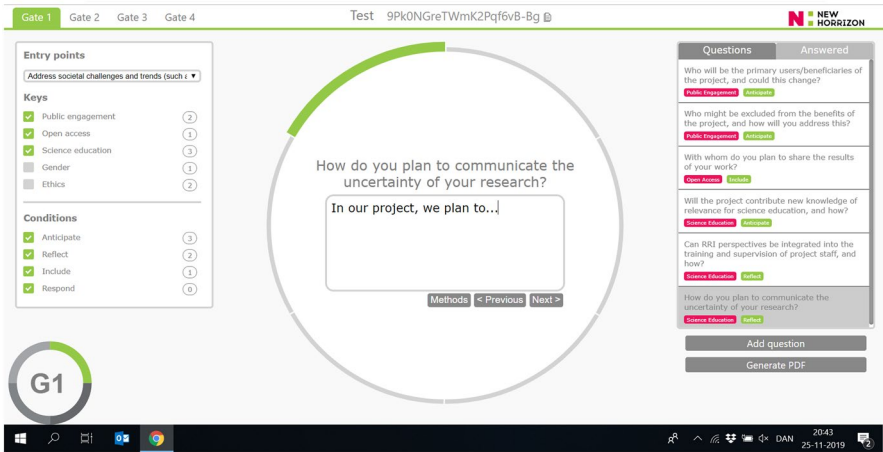 Gate 1 Gate 2 Gate 3 Gate 4
Test 9Pk0NGreTWmK2Pqf6vB-Bg
NEW
HORRIZON
Entry points
Address societal challenges and trends (such ε
Keys
Public engagement 2
Open access 1
Science education 3
Gender 1
Ethics 2
Conditions
Anticipate 3
Reflect 2
Include 1
Respond 0
G1
How do you plan to communicate the
uncertainty of your research?
In our project, we plan to...
Methods < Previous Next >
Questions Answered
Who will be the primary users/beneficiaries of
the project, and could this change?
Public Engagement Anticipate
Who might be excluded from the benefits of
the project, and how will you address this?
Public Engagement Anticipate
With whom do you plan to share the results
of your work?
Open Access Include
Will the project contribute new knowledge of
relevance for science education, and how?
Science Education Anticipate
Can RRI perspectives be integrated into the
training and supervision of project staff, and
how?
Science Education Reflect
How do you plan to communicate the
uncertainty of your research?
Science Education Reflect
Add question
Generate PDF
DAN
20:43
25-11-2019
2